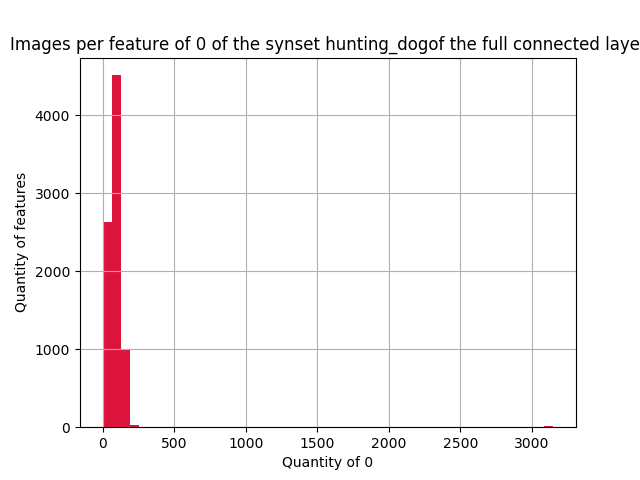 Images per feature of 0 of the synset hunting_dogof the full connected laye
4000
3000
2000
1000
0
Quantity of features
0 500 1000 1500 2000 2500 3000
Quantity of 0